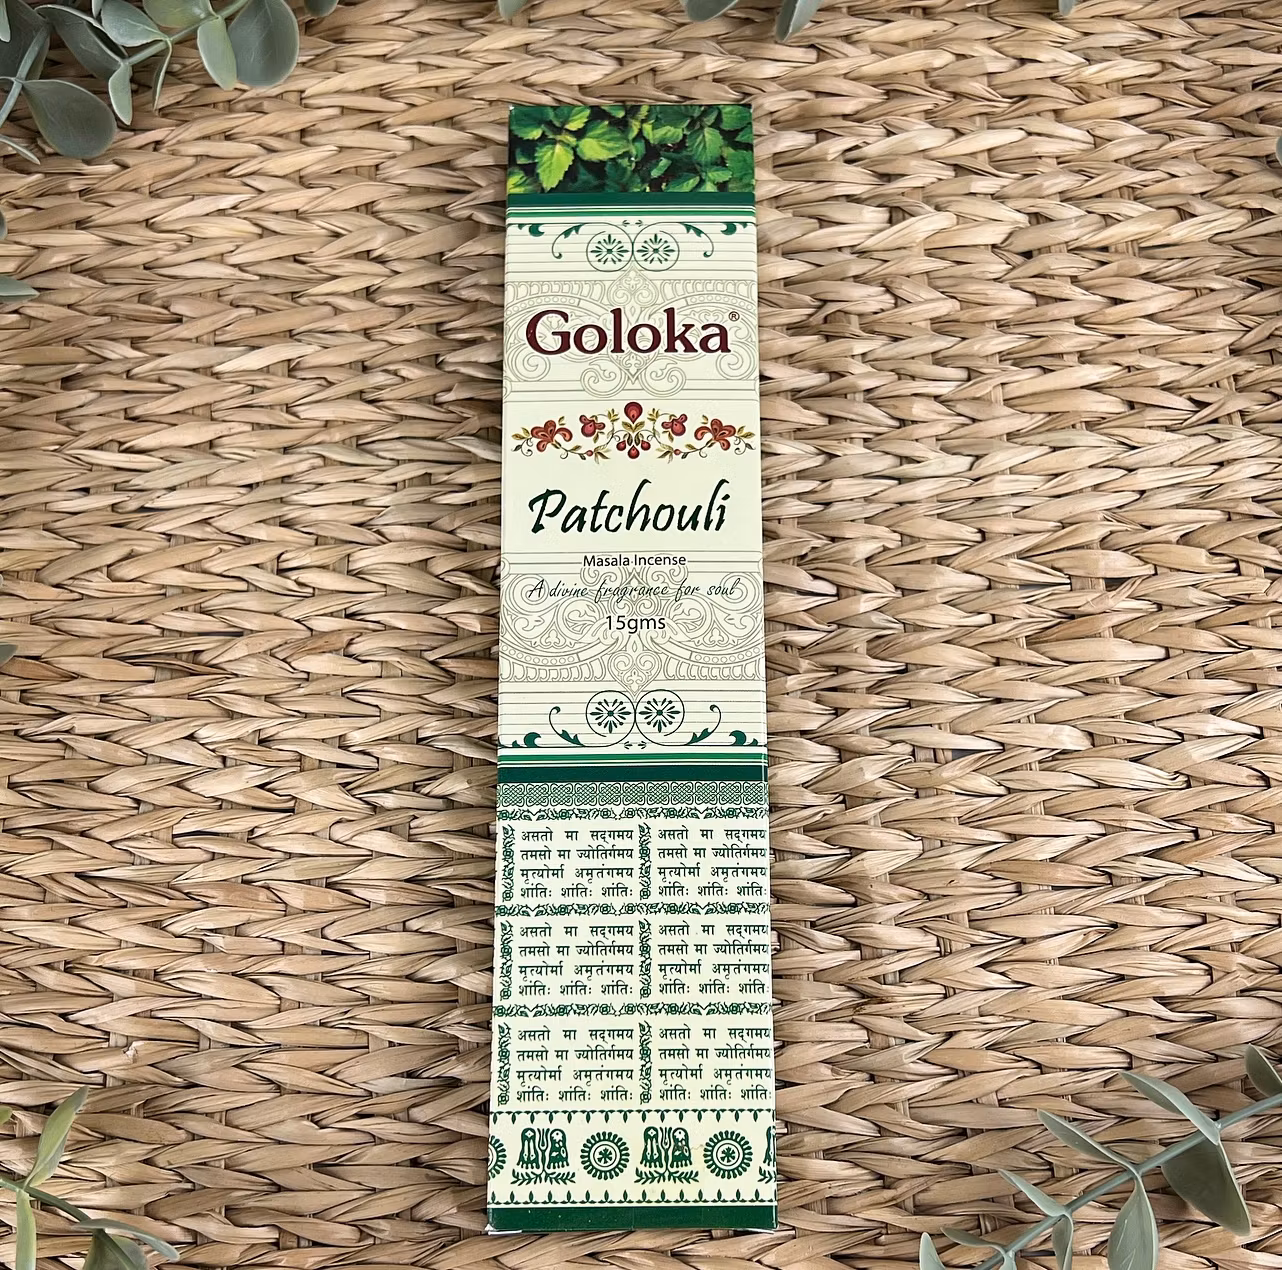 Goloka®
Patchouli
Masala Incense
A divine fragrance for soul
15gms
असतो मा सद्गमय असतो मा सद्गमय
तमसो मा ज्योतिर्गमय तमसो मा ज्योतिर्गमय
मृत्योर्मा अमृतंगमय मृत्योर्मा अमृतंगमय
शांतिः शांतिः शांतिः शांतिः शांतिः शांतिः
असतो मा सद्गमय असतो मा सद्गमय
तमसो मा ज्योतिर्गमय तमसो मा ज्योतिर्गमय
मृत्योर्मा अमृतंगमय मृत्योर्मा अमृतंगमय
शांतिः शांतिः शांतिः शांतिः शांतिः शांतिः
असतो मा सद्गमय असतो मा सद्गमय
तमसो मा ज्योतिर्गमय तमसो मा ज्योतिर्गमय
मृत्योर्मा अमृतंगमय मृत्योर्मा अमृतंगमय
शांतिः शांतिः शांतिः शांतिः शांतिः शांतिः